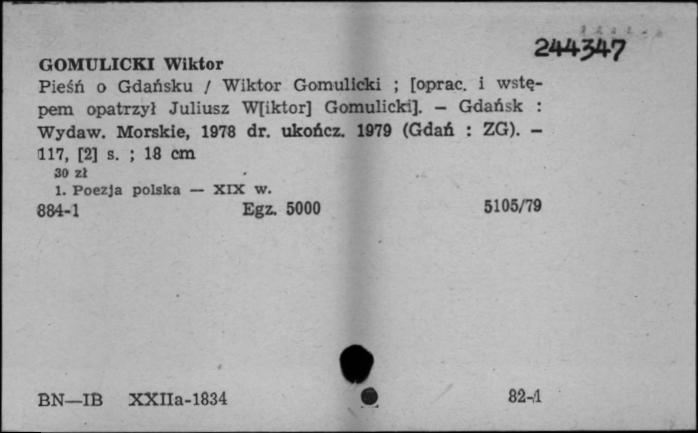 244347
GOMULICKI Wiktor
Pieśń o Gdańsku / Wiktor Gomulicki ; [oprac. i wstę-
pem opatrzył Juliusz W[iktor] Gomulicki]. — Gdańsk :
Wydaw. Morskie, 1978 dr. ukończ. 1979 (Gdań : ZG). —
117, [2] s. ; 18 cm
30 zł
1. Poezja polska — XIX w.
884-1 Egz. 5000 5105/79
BN—IB XXIIa-1834 82-1